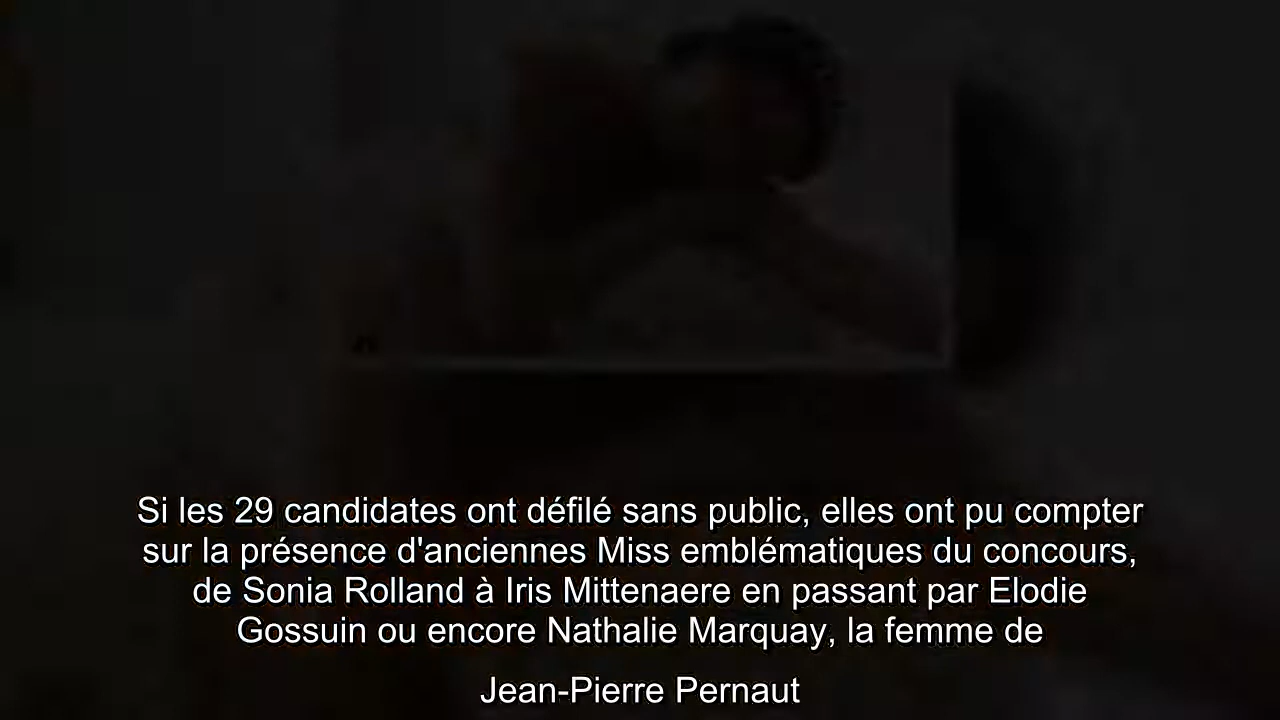 Si les 29 candidates ont défilé sans public, elles ont pu compter
sur la présence d'anciennes Miss emblématiques du concours,
de Sonia Rolland à Iris Mittenaere en passant par Elodie
Gossuin ou encore Nathalie Marquay, la femme de
Jean-Pierre Pernaut